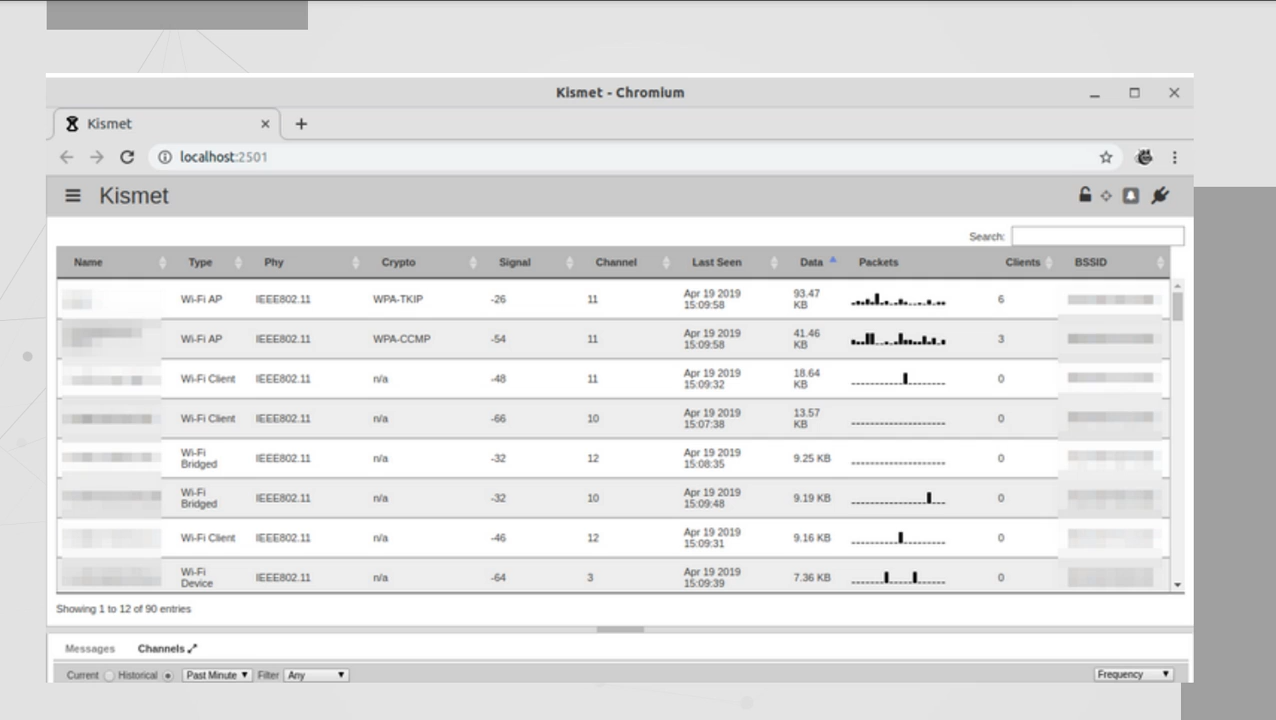 Kismet - Chromium
Kismet
localhost:2501
Kismet
Search:
Name Type Phy Crypto Signal Channel Last Seen Data Packets Clients BSSID
Wi-Fi AP IEEE802.11 WPA-TKIP -26 11 Apr 19 2019 15:09:58 93.47 KB 6
Wi-Fi AP IEEE802.11 WPA-CCMP -54 11 Apr 19 2019 15:09:58 41.46 KB 3
Wi-Fi Client IEEE802.11 n/a -48 11 Apr 19 2019 15:09:32 18.64 KB 0
Wi-Fi Client IEEE802.11 n/a -66 10 Apr 19 2019 15:07:38 13.57 KB 0
Wi-Fi Bridged IEEE802.11 n/a -32 12 Apr 19 2019 15:08:35 9.25 KB 0
Wi-Fi Bridged IEEE802.11 n/a -32 10 Apr 19 2019 15:09:48 9.19 KB 0
Wi-Fi Client IEEE802.11 n/a -46 12 Apr 19 2019 15:09:31 9.16 KB 0
Wi-Fi Device IEEE802.11 n/a -64 3 Apr 19 2019 15:09:39 7.36 KB 0
Showing 1 to 12 of 90 entries
Messages Channels
Current Historical Past Minute Filter Any Frequency